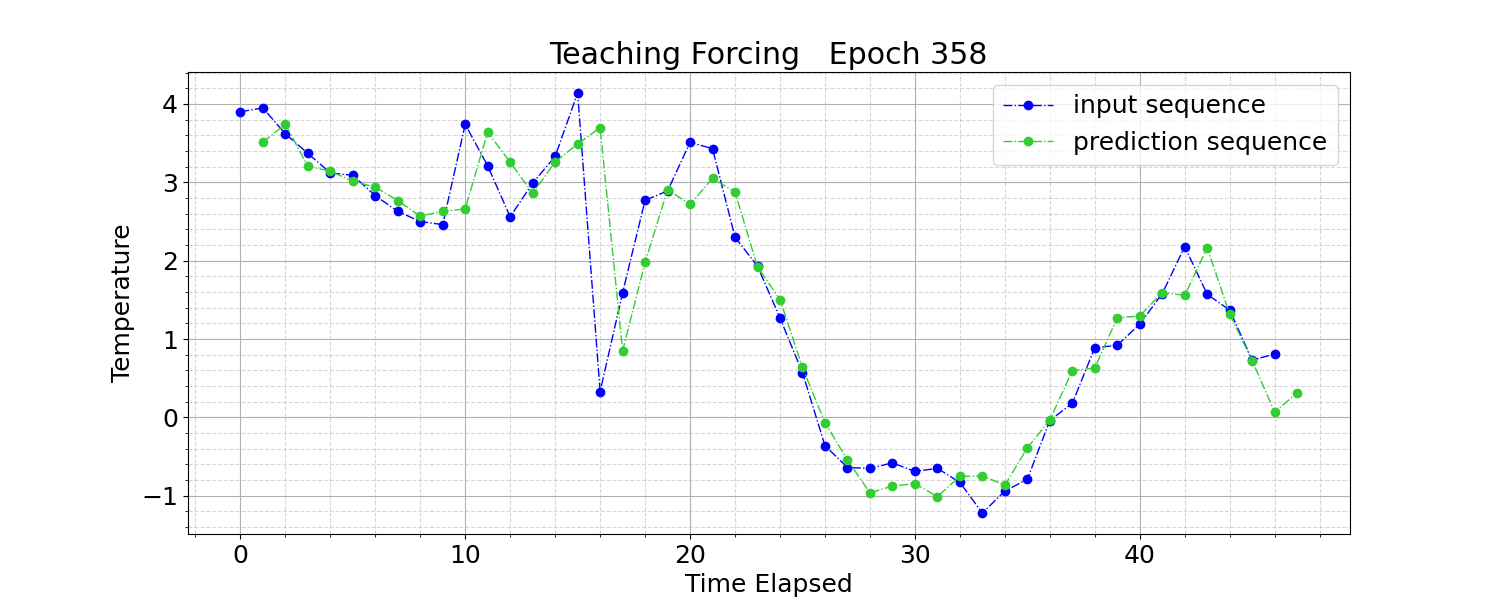 Teaching Forcing   Epoch 358
input sequence
prediction sequence
Temperature
4
3
2
1
0
−1
0 10 20 30 40
Time Elapsed